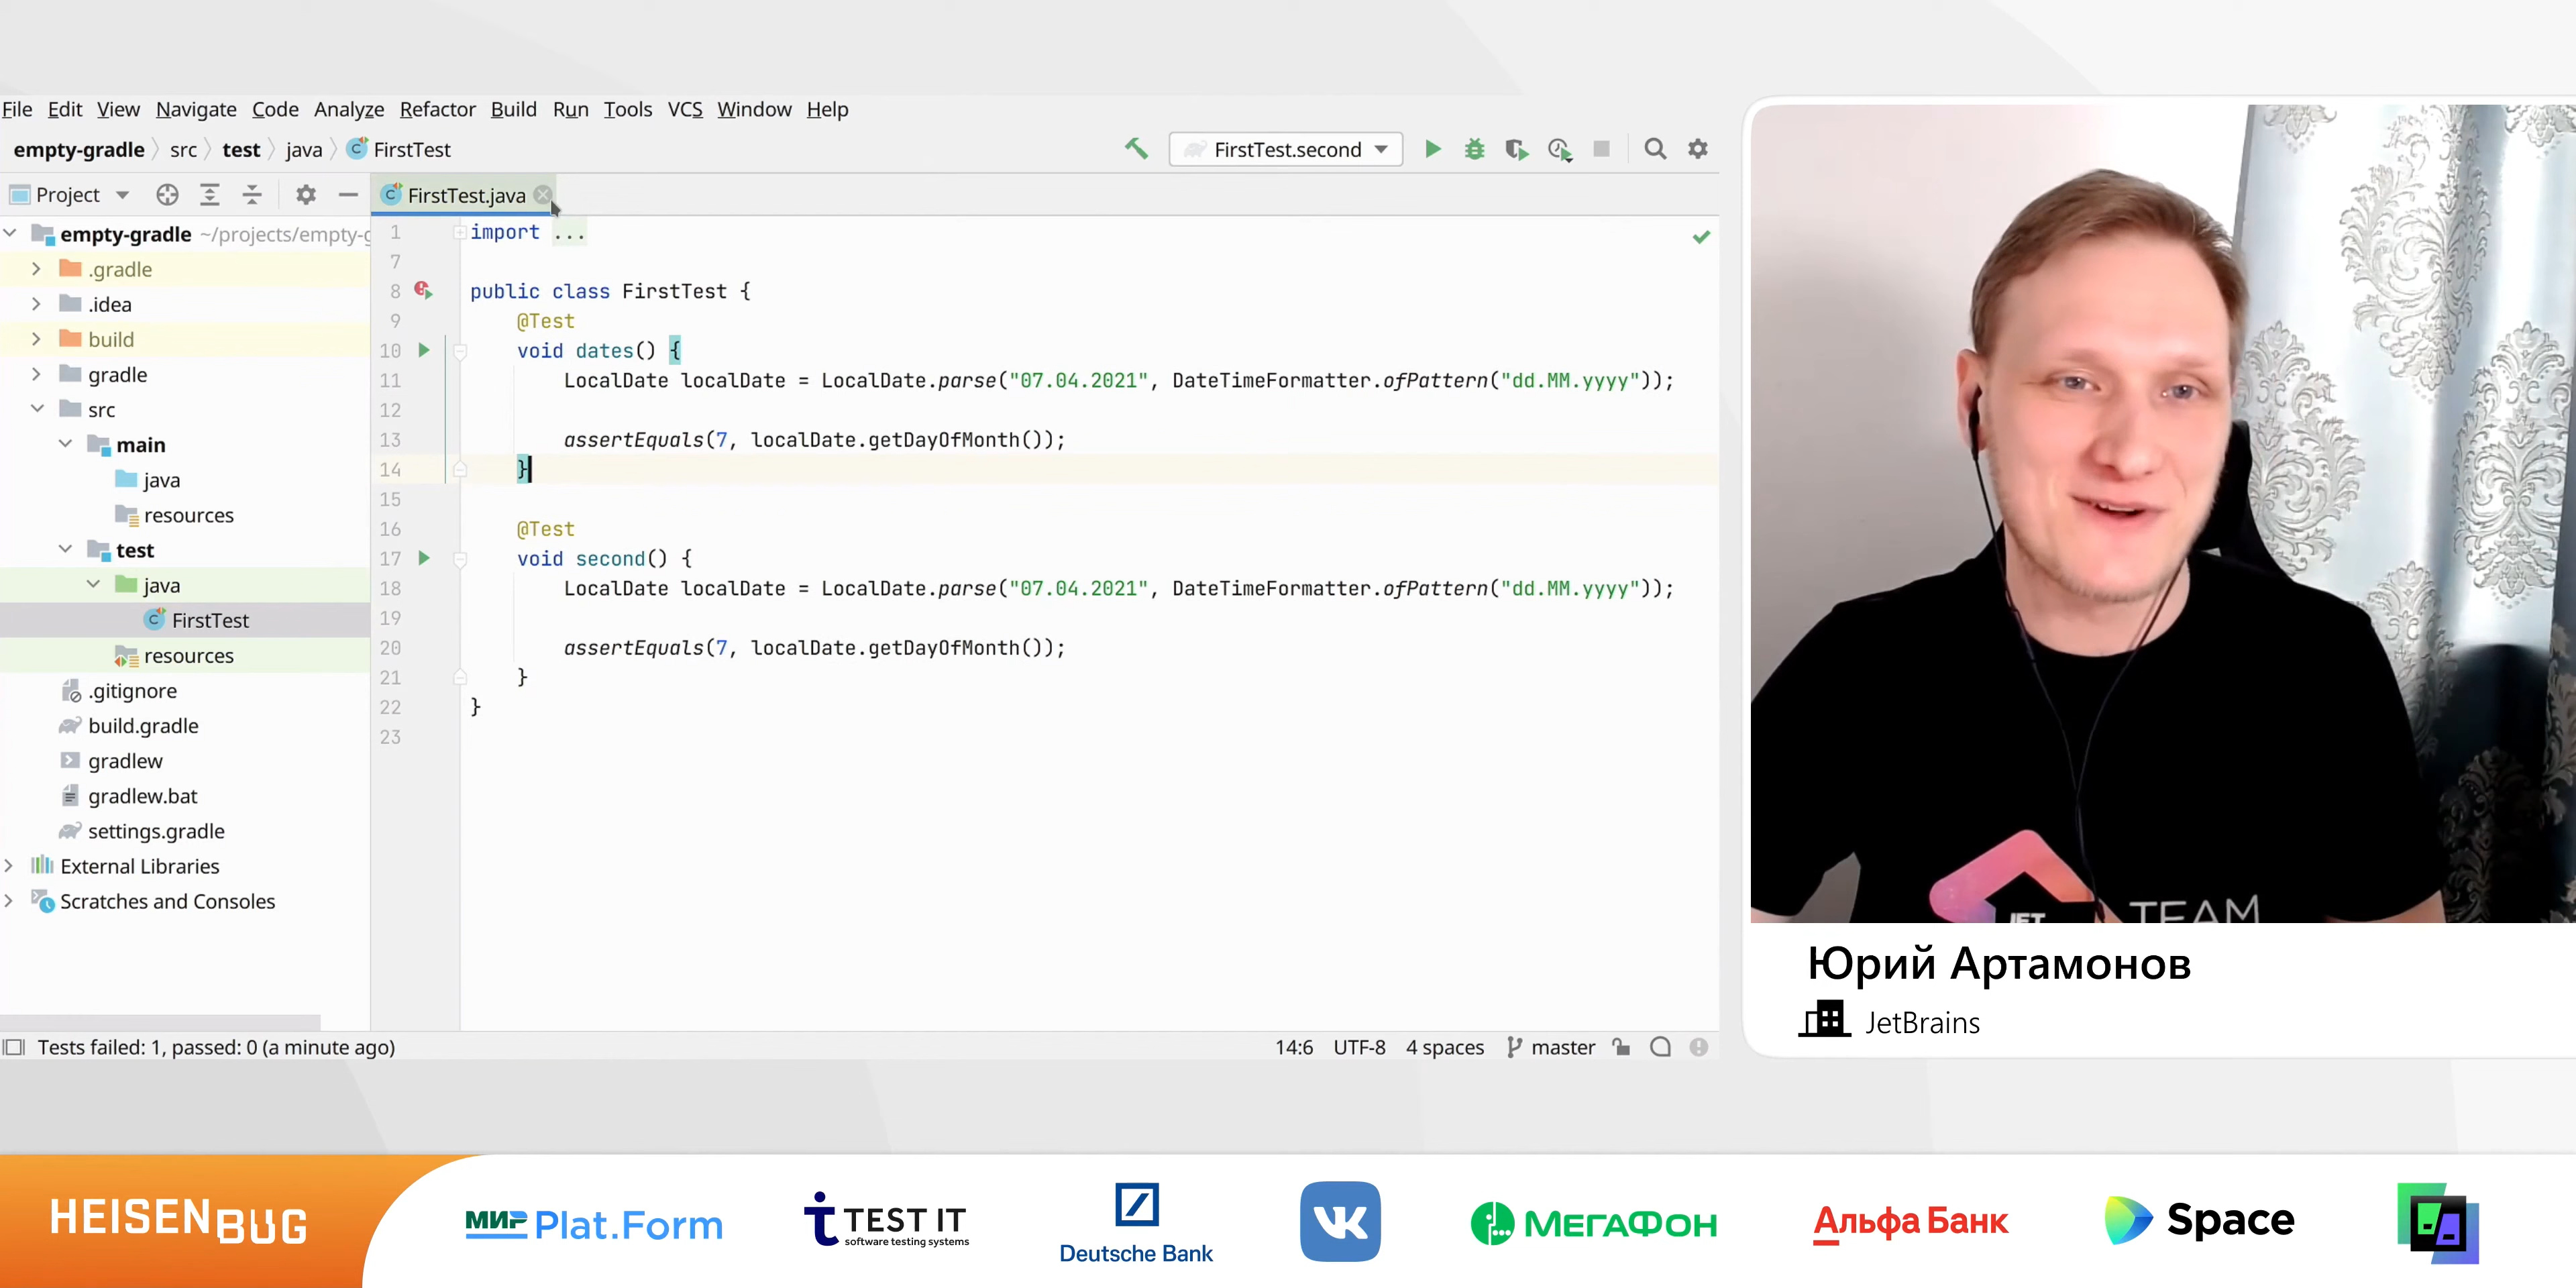 File Edit View Navigate Code Analyze Refactor Build Run Tools VCS Window Help
empty-gradle src test java FirstTest
FirstTest.second
Project
FirstTest.java
empty-gradle ~/projects/empty-g
.gradle
.idea
build
gradle
src
main
java
resources
test
java
FirstTest
resources
.gitignore
build.gradle
gradlew
gradlew.bat
settings.gradle
External Libraries
Scratches and Consoles
1 import ...
7
8 public class FirstTest {
9 @Test
10 void dates() {
11 LocalDate localDate = LocalDate.parse("07.04.2021", DateTimeFormatter.ofPattern("dd.MM.yyyy"));
12
13 assertEquals(7, localDate.getDayOfMonth());
14 }
15
16 @Test
17 void second() {
18 LocalDate localDate = LocalDate.parse("07.04.2021", DateTimeFormatter.ofPattern("dd.MM.yyyy"));
19
20 assertEquals(7, localDate.getDayOfMonth());
21 }
22 }
23
Tests failed: 1, passed: 0 (a minute ago)
14:6 UTF-8 4 spaces master
JET
TEAM
Юрий Артамонов
JetBrains
HEISENBUG
МИР Plat.Form
TEST IT
software testing systems
Deutsche Bank
VK
МЕГАФОН
Альфа Банк
Space